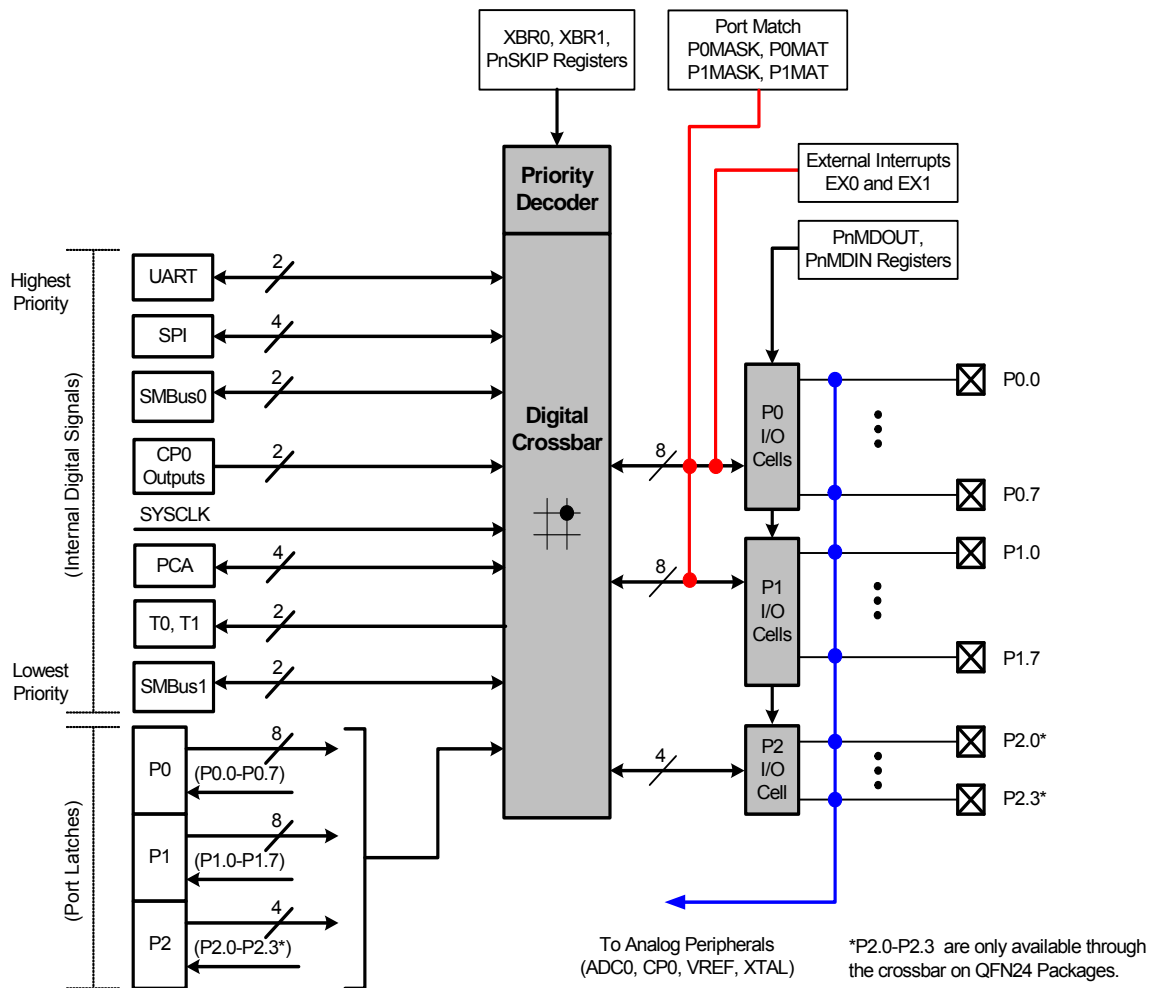 XBR0, XBR1,
PnSKIP Registers
Port Match
P0MASK, P0MAT
P1MASK, P1MAT
External Interrupts
EX0 and EX1
Priority
Decoder
PnMDOUT,
PnMDIN Registers
Highest
Priority
(Internal Digital Signals)
Lowest
Priority
UART
2
SPI
4
SMBus0
2
CP0
Outputs
2
SYSCLK
PCA
4
T0, T1
2
SMBus1
2
Digital
Crossbar
8
P0
I/O
Cells
P0.0
P0.7
8
P1
I/O
Cells
P1.0
P1.7
4
P2
I/O
Cell
P2.0*
P2.3*
(Port Latches)
P0
8
(P0.0-P0.7)
P1
8
(P1.0-P1.7)
P2
4
(P2.0-P2.3*)
To Analog Peripherals
(ADC0, CP0, VREF, XTAL)
*P2.0-P2.3 are only available through
the crossbar on QFN24 Packages.